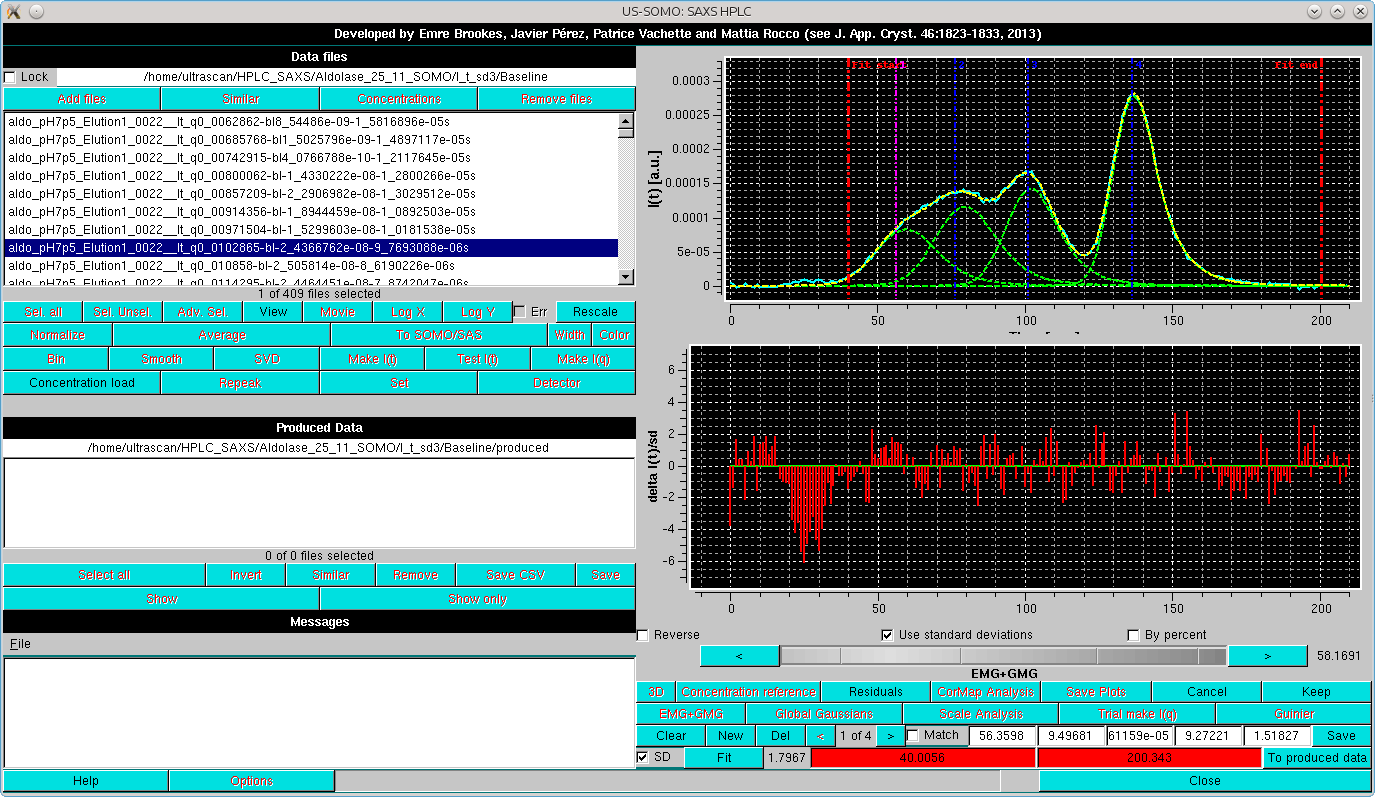 US-SOMO: SAXS HPLC
Developed by Emre Brookes, Javier Pérez, Patrice Vachette and Mattia Rocco (see J. App. Cryst. 46:1823-1833, 2013)
Data files
Lock /home/ultrascan/HPLC_SAXS/Aldolase_25_11_SOMO/I_t_sd3/Baseline
Add files Similar Concentrations Remove files
aldo_pH7p5_Elution1_0022__It_q0_0062862-bl8_54486e-09-1_5816896e-05s
aldo_pH7p5_Elution1_0022__It_q0_00685768-bl1_5025796e-09-1_4897117e-05s
aldo_pH7p5_Elution1_0022__It_q0_00742915-bl4_0766788e-10-1_2117645e-05s
aldo_pH7p5_Elution1_0022__It_q0_00800062-bl-1_4330222e-08-1_2800266e-05s
aldo_pH7p5_Elution1_0022__It_q0_00857209-bl-2_2906982e-08-1_3029512e-05s
aldo_pH7p5_Elution1_0022__It_q0_00914356-bl-1_8944459e-08-1_0892503e-05s
aldo_pH7p5_Elution1_0022__It_q0_00971504-bl-1_5299603e-08-1_0181538e-05s
aldo_pH7p5_Elution1_0022__It_q0_0102865-bl-2_4366762e-08-9_7693088e-06s
aldo_pH7p5_Elution1_0022__It_q0_010858-bl-2_505814e-08-8_6190226e-06s
aldo_pH7p5_Elution1_0022__It_q0_0114295-bl-2_4464451e-08-7_8742047e-06s
1 of 409 files selected
Sel. all Sel. Unsel. Adv. Sel. View Movie Log X Log Y Err Rescale
Normalize Average To SOMO/SAS Width Color
Bin Smooth SVD Make I(t) Test I(t) Make I(q)
Concentration load Repeak Set Detector
Produced Data
/home/ultrascan/HPLC_SAXS/Aldolase_25_11_SOMO/I_t_sd3/Baseline/produced
0 of 0 files selected
Select all Invert Similar Remove Save CSV Save
Show Show only
Messages
File
Help Options
I(t) [a.u.]
0.0003
0.00025
0.0002
0.00015
0.0001
5e-05
0
Fit start Fit end
0 50 100 150 200
delta I(t)/sd
6
4
2
0
-2
-4
-6
0 50 100 150 200
Reverse Use standard deviations By percent
< > 58.1691
EMG+GMG
3D Concentration reference Residuals CorMap Analysis Save Plots Cancel Keep
EMG+GMG Global Gaussians Scale Analysis Trial make I(q) Guinier
Clear New Del < 1 of 4 > Match 56.3598 9.49681 61159e-05 9.27221 1.51827 Save
SD Fit 1.7967 40.0056 200.343 To produced data
Close